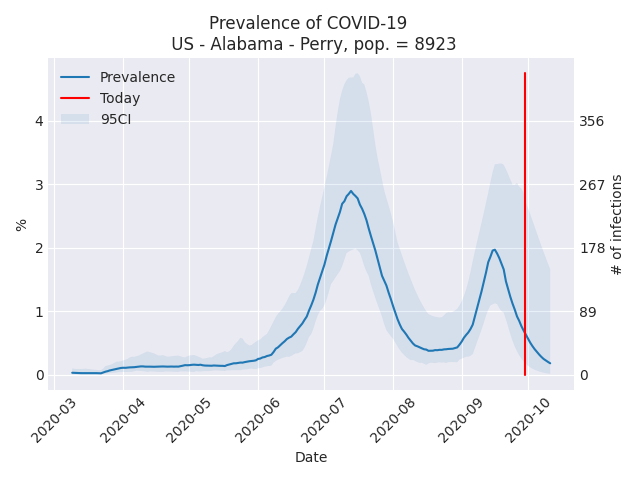 Prevalence of COVID-19
US - Alabama - Perry, pop. = 8923
Prevalence
Today
95CI
4
3
2
1
0
%
356
267
178
89
0
# of infections
2020-03
2020-04
2020-05
2020-06
2020-07
2020-08
2020-09
2020-10
Date